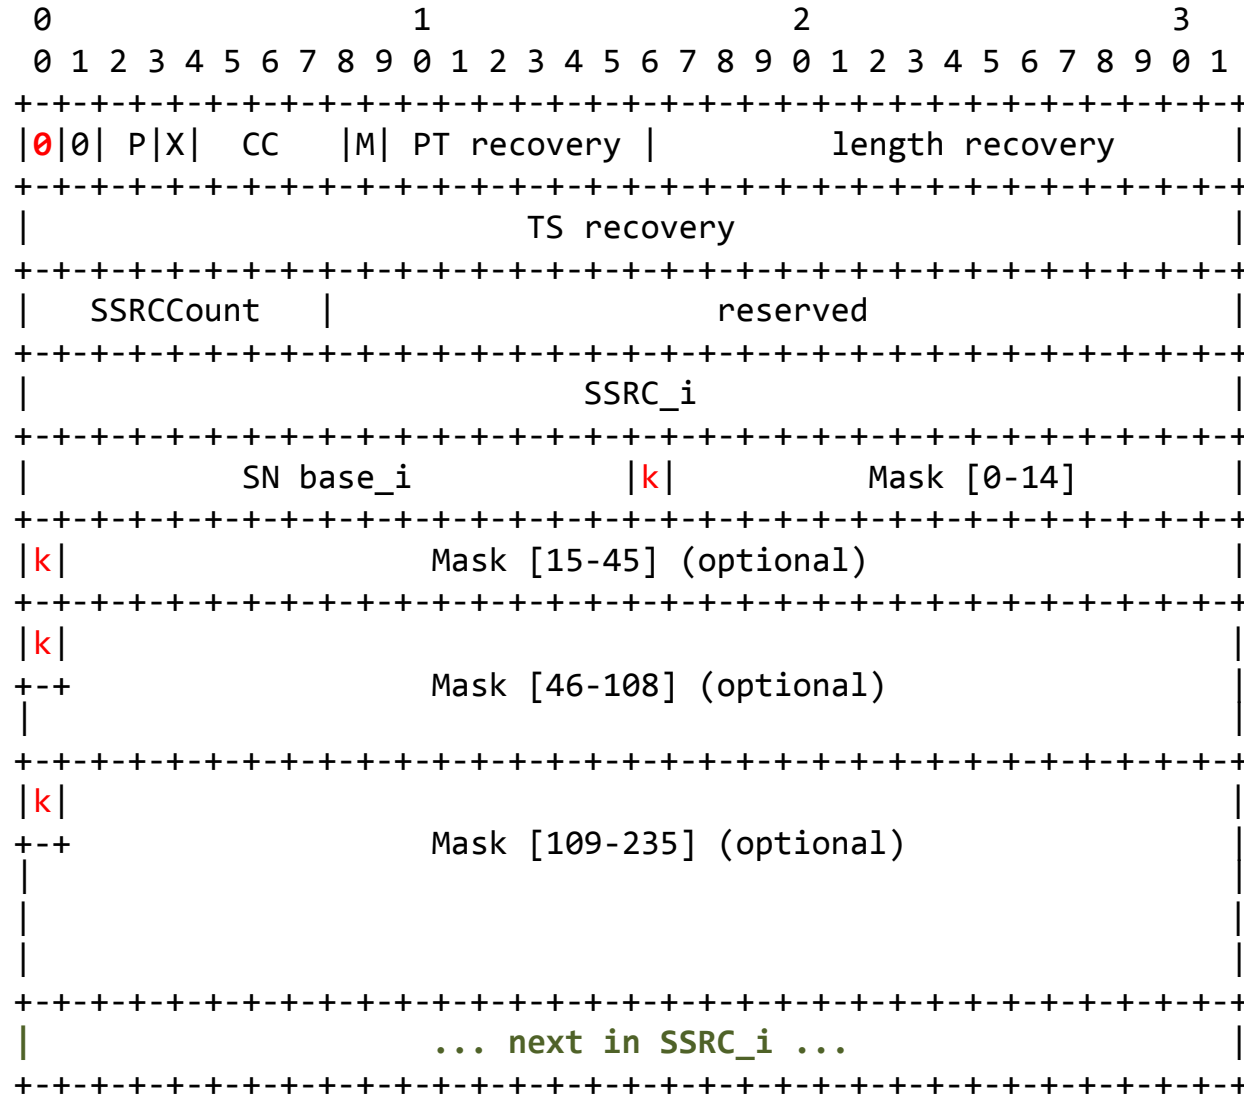 0                   1                   2                   3
 0 1 2 3 4 5 6 7 8 9 0 1 2 3 4 5 6 7 8 9 0 1 2 3 4 5 6 7 8 9 0 1
+-+-+-+-+-+-+-+-+-+-+-+-+-+-+-+-+-+-+-+-+-+-+-+-+-+-+-+-+-+-+-+-+
|0|0| P|X|  CC   |M| PT recovery |         length recovery      |
+-+-+-+-+-+-+-+-+-+-+-+-+-+-+-+-+-+-+-+-+-+-+-+-+-+-+-+-+-+-+-+-+
|                          TS recovery                          |
+-+-+-+-+-+-+-+-+-+-+-+-+-+-+-+-+-+-+-+-+-+-+-+-+-+-+-+-+-+-+-+-+
|   SSRCCount   |                    reserved                   |
+-+-+-+-+-+-+-+-+-+-+-+-+-+-+-+-+-+-+-+-+-+-+-+-+-+-+-+-+-+-+-+-+
|                             SSRC_i                            |
+-+-+-+-+-+-+-+-+-+-+-+-+-+-+-+-+-+-+-+-+-+-+-+-+-+-+-+-+-+-+-+-+
|           SN base_i           |k|          Mask [0-14]        |
+-+-+-+-+-+-+-+-+-+-+-+-+-+-+-+-+-+-+-+-+-+-+-+-+-+-+-+-+-+-+-+-+
|k|                   Mask [15-45] (optional)                   |
+-+-+-+-+-+-+-+-+-+-+-+-+-+-+-+-+-+-+-+-+-+-+-+-+-+-+-+-+-+-+-+-+
|k|                                                             |
+-+                   Mask [46-108] (optional)                  |
|                                                               |
+-+-+-+-+-+-+-+-+-+-+-+-+-+-+-+-+-+-+-+-+-+-+-+-+-+-+-+-+-+-+-+-+
|k|                                                             |
+-+                   Mask [109-235] (optional)                 |
|                                                               |
|                                                               |
|                                                               |
+-+-+-+-+-+-+-+-+-+-+-+-+-+-+-+-+-+-+-+-+-+-+-+-+-+-+-+-+-+-+-+-+
|                     ... next in SSRC_i ...                    |
+-+-+-+-+-+-+-+-+-+-+-+-+-+-+-+-+-+-+-+-+-+-+-+-+-+-+-+-+-+-+-+-+